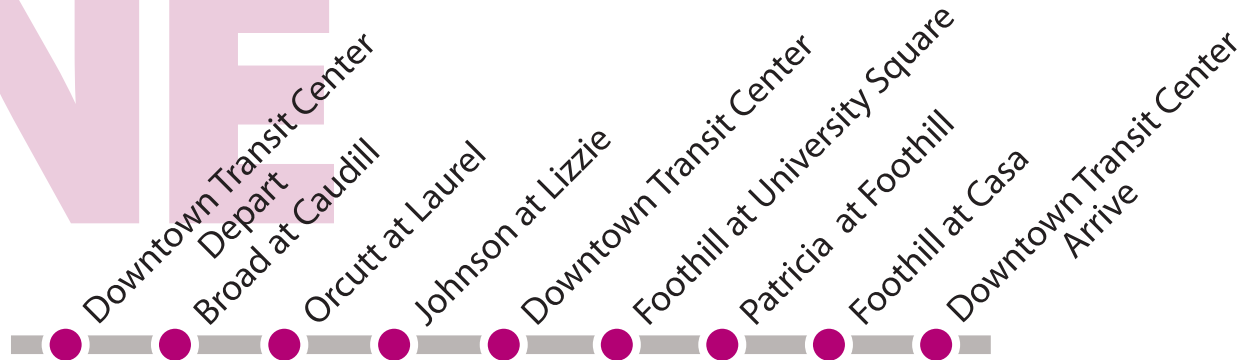 NE
Downtown Transit Center
Depart
Broad at Caudill
Orcutt at Laurel
Johnson at Lizzie
Downtown Transit Center
Foothill at University Square
Patricia at Foothill
Foothill at Casa
Downtown Transit Center
Arrive